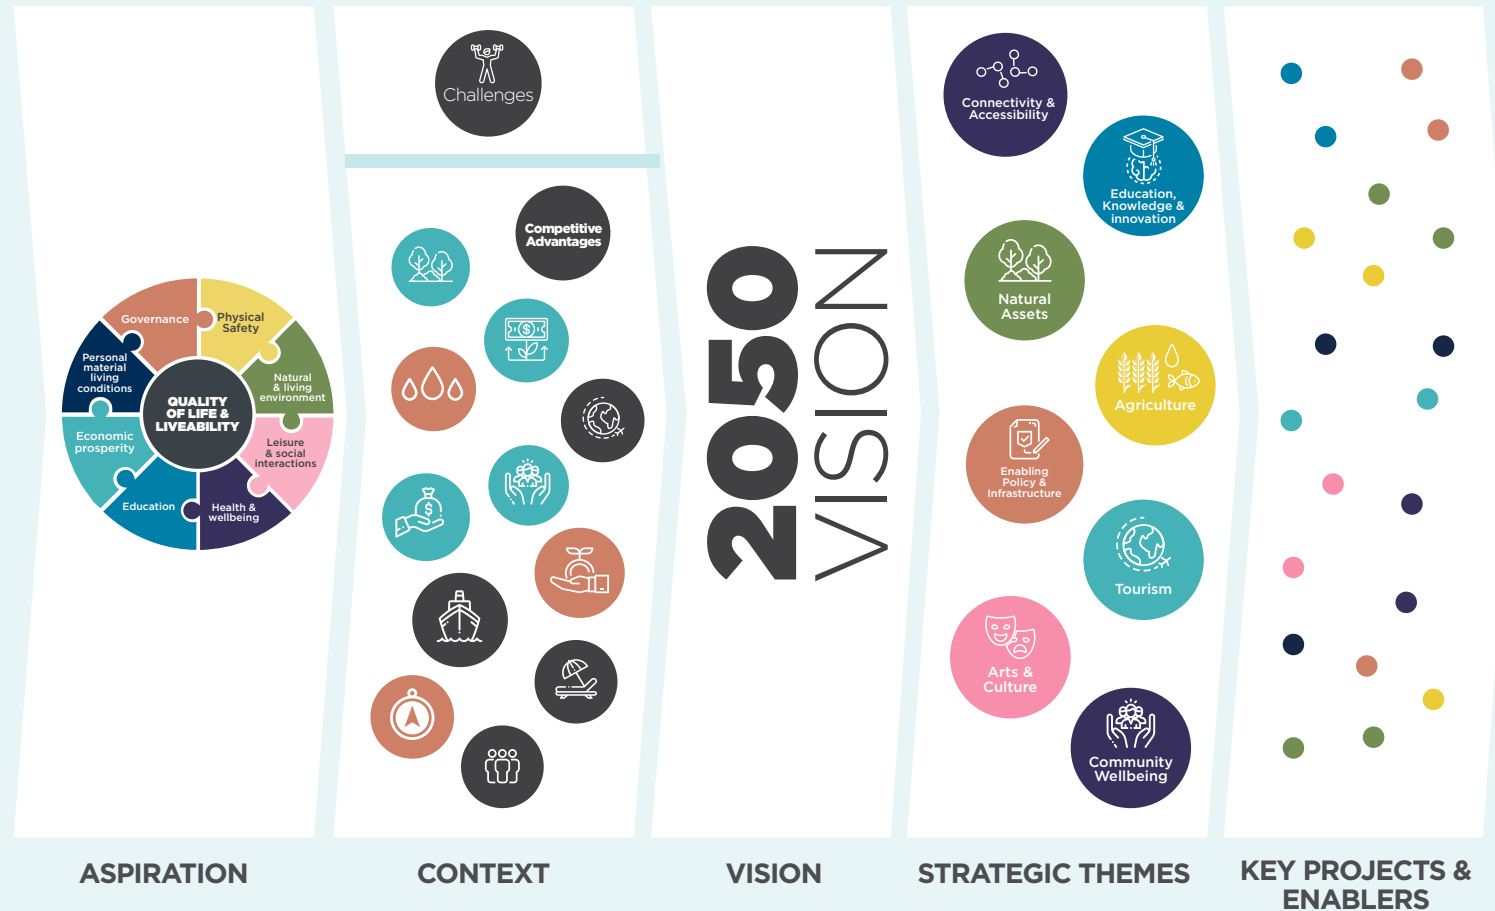 Governance
Physical
Safety
Personal
material
living
conditions
Natural
& living
environment
QUALITY
OF LIFE &
LIVEABILITY
Economic
prosperity
Leisure
& social
interactions
Education
Health &
wellbeing
ASPIRATION
Challenges
Competitive
Advantages
CONTEXT
2050
VISION
VISION
Connectivity &
Accessibility
Education,
Knowledge &
innovation
Natural
Assets
Agriculture
Enabling
Policy &
Infrastructure
Tourism
Arts &
Culture
Community
Wellbeing
STRATEGIC THEMES
KEY PROJECTS &
ENABLERS